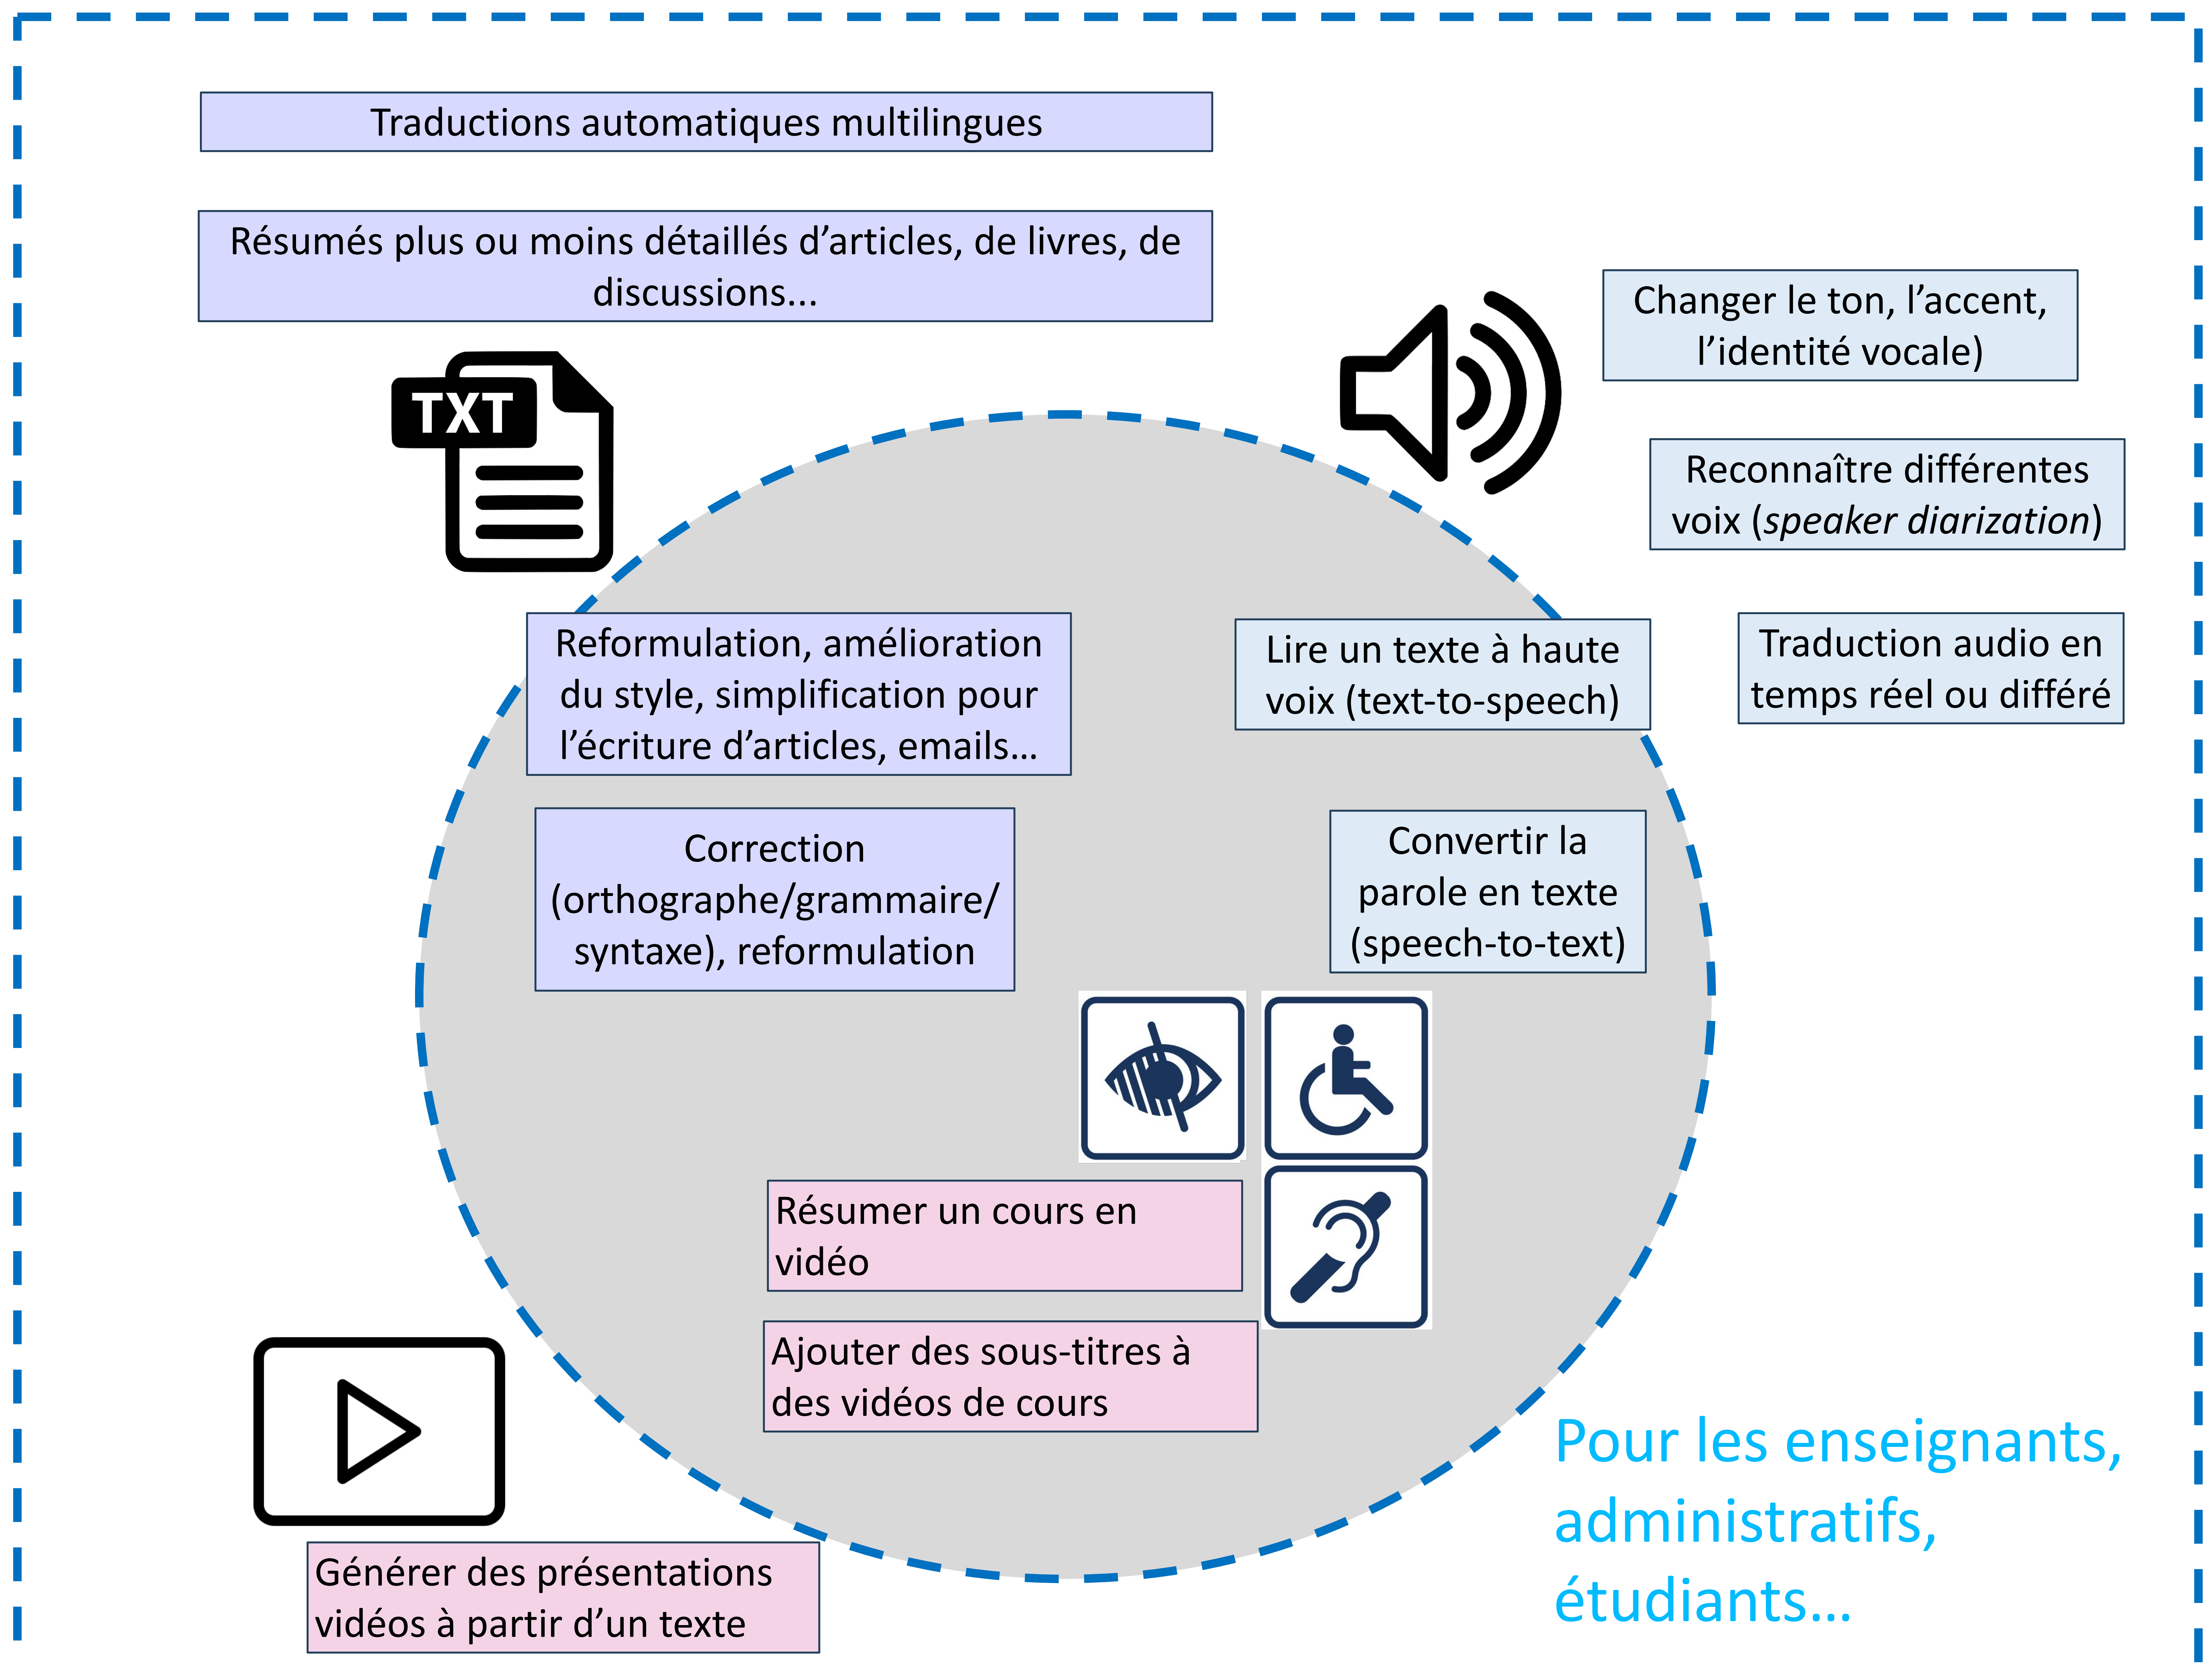 Traductions automatiques multilingues
Résumés plus ou moins détaillés d’articles, de livres, de
discussions...
TXT
Changer le ton, l’accent,
l’identité vocale)
Reconnaître différentes
voix (speaker diarization)
Traduction audio en
temps réel ou différé
Reformulation, amélioration
du style, simplification pour
l’écriture d’articles, emails…
Lire un texte à haute
voix (text-to-speech)
Correction
(orthographe/grammaire/
syntaxe), reformulation
Convertir la
parole en texte
(speech-to-text)
Résumer un cours en
vidéo
Ajouter des sous-titres à
des vidéos de cours
Générer des présentations
vidéos à partir d’un texte
Pour les enseignants,
administratifs,
étudiants…